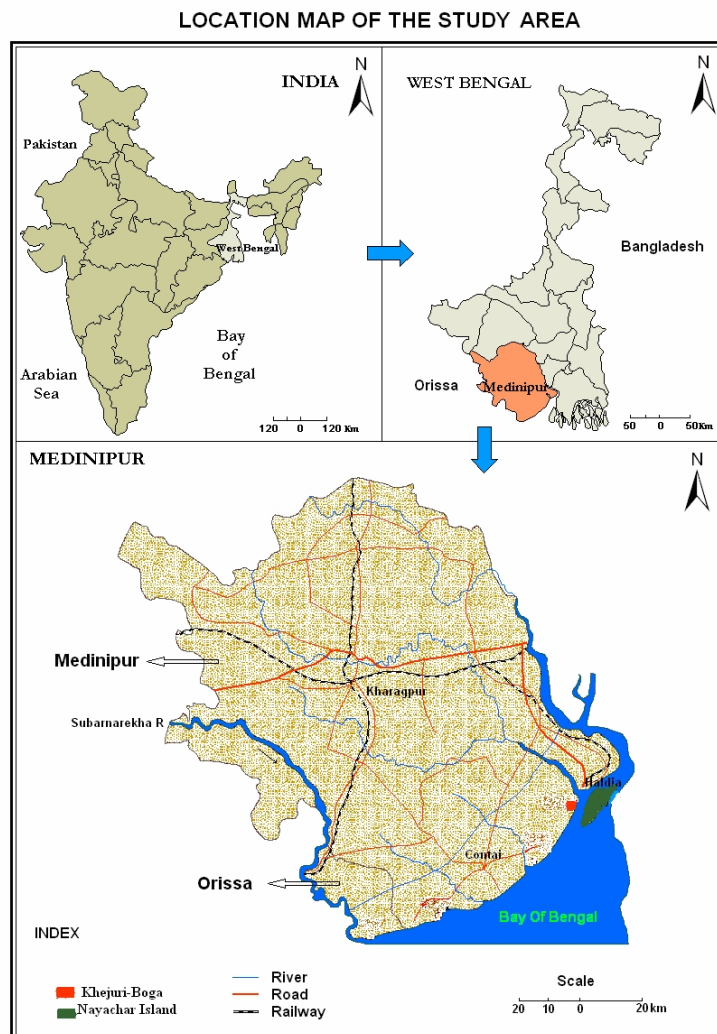 LOCATION MAP OF THE STUDY AREA
INDIA
N
Pakistan
West Bengal
Bay
of
Bengal
Arabian
Sea
120 0 120 Km
WEST BENGAL
N
Bangladesh
Orissa
Medinipur
50 0 50Km
MEDINIPUR
N
Medinipur
Kharagpur
Subarnarekha R
Haldia
Contai
Orissa
Bay Of Bengal
INDEX
Khejuri-Boga
Nayachar Island
River
Road
Railway
Scale
20 10 0 20km